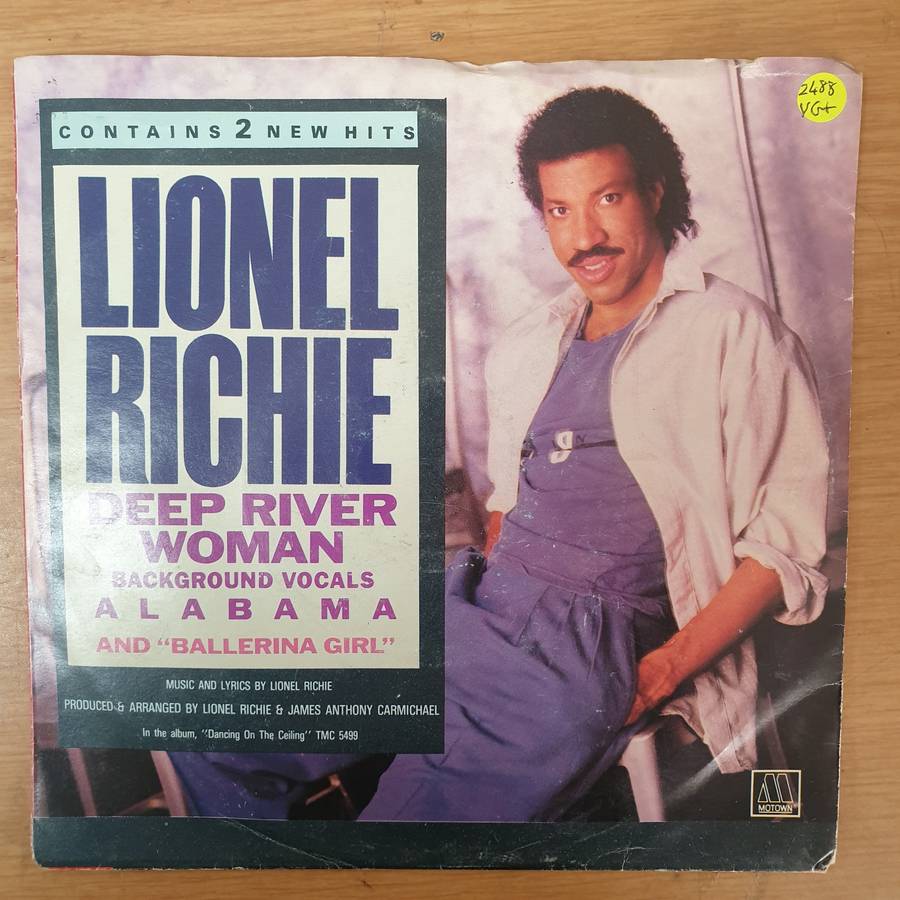 CONTAINS 2 NEW HITS
LIONEL
RICHIE
DEEP RIVER
WOMAN
BACKGROUND VOCALS
ALABAMA
AND "BALLERINA GIRL"
MUSIC AND LYRICS BY LIONEL RICHIE
PRODUCED & ARRANGED BY LIONEL RICHIE & JAMES ANTHONY CARMICHAEL
In the album, "Dancing On The Ceiling" TMC 5499
2488
VG+
9
MOTOWN